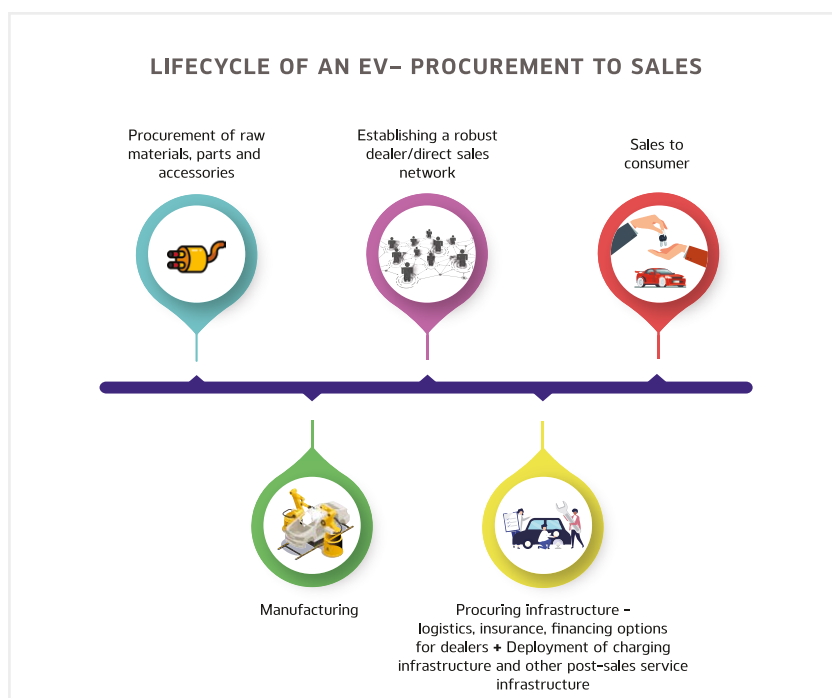 LIFECYCLE OF AN EV– PROCUREMENT TO SALES
Procurement of raw
materials, parts and
accessories
Establishing a robust
dealer/direct sales
network
Sales to
consumer
Manufacturing
Procuring infrastructure –
logistics, insurance, financing options
for dealers + Deployment of charging
infrastructure and other post-sales service
infrastructure